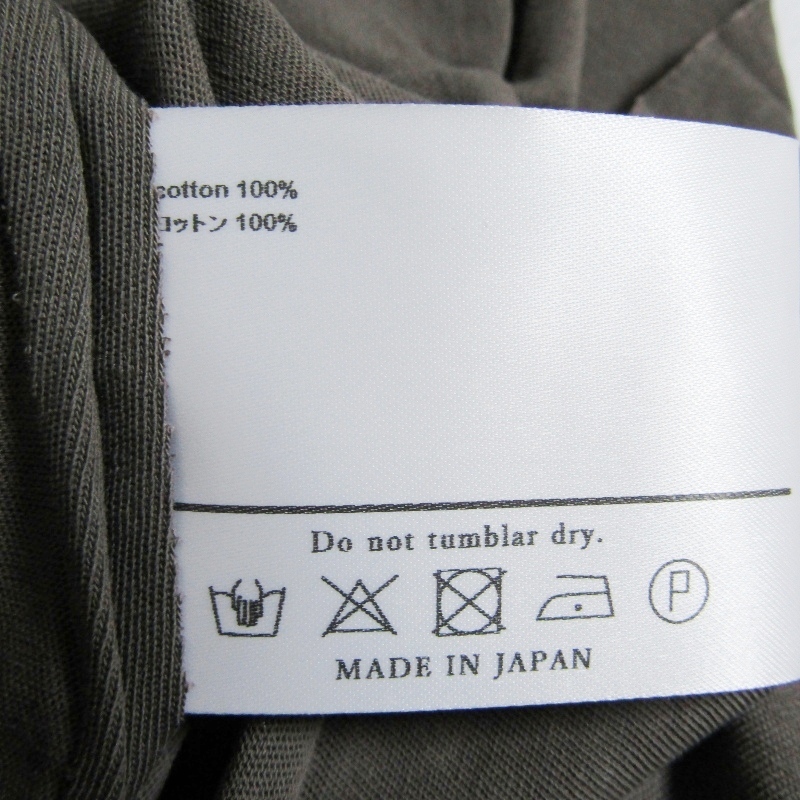 cotton 100%
コットン 100%
Do not tumblar dry.
P
MADE IN JAPAN